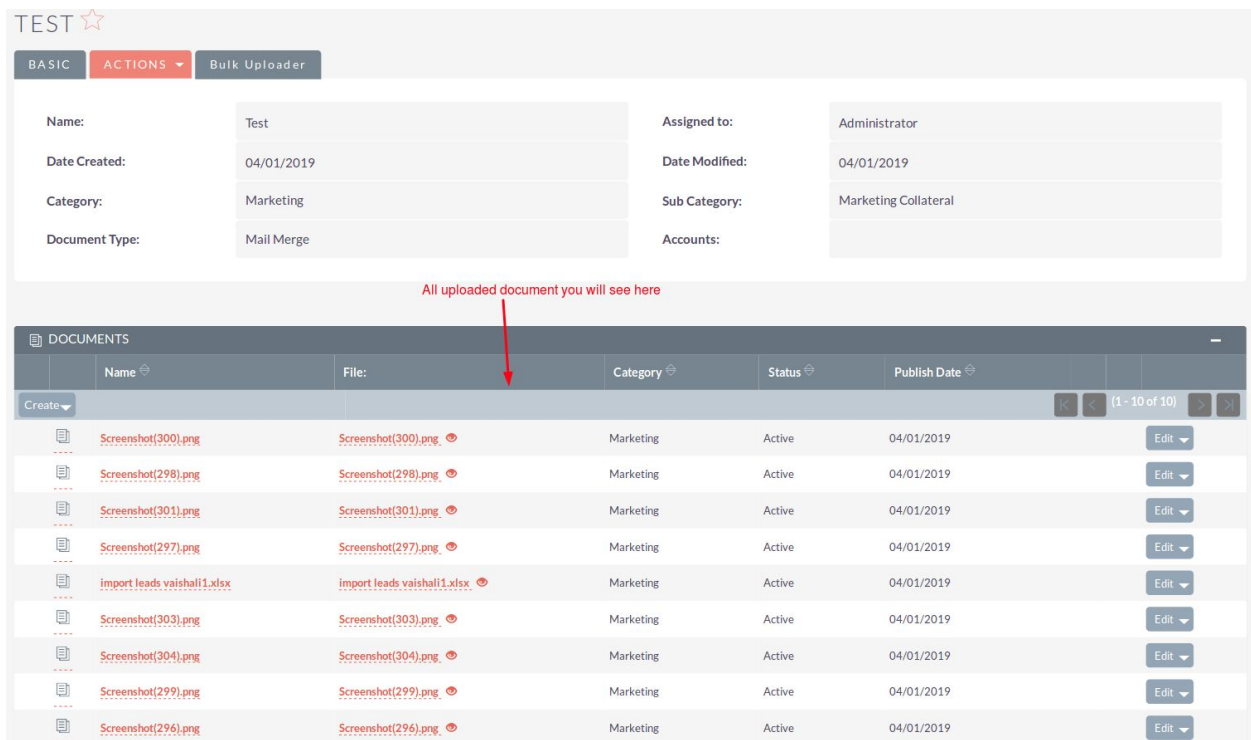 TEST
BASIC ACTIONS Bulk Uploader
Name: Test Assigned to: Administrator
Date Created: 04/01/2019 Date Modified: 04/01/2019
Category: Marketing Sub Category: Marketing Collateral
Document Type: Mail Merge Accounts:
All uploaded document you will see here
DOCUMENTS
Name File: Category Status Publish Date
Create (1 - 10 of 10)
Screenshot(300).png Screenshot(300).png Marketing Active 04/01/2019 Edit
Screenshot(298).png Screenshot(298).png Marketing Active 04/01/2019 Edit
Screenshot(301).png Screenshot(301).png Marketing Active 04/01/2019 Edit
Screenshot(297).png Screenshot(297).png Marketing Active 04/01/2019 Edit
import leads vaishali1.xlsx import leads vaishali1.xlsx Marketing Active 04/01/2019 Edit
Screenshot(303).png Screenshot(303).png Marketing Active 04/01/2019 Edit
Screenshot(304).png Screenshot(304).png Marketing Active 04/01/2019 Edit
Screenshot(299).png Screenshot(299).png Marketing Active 04/01/2019 Edit
Screenshot(296).png Screenshot(296).png Marketing Active 04/01/2019 Edit